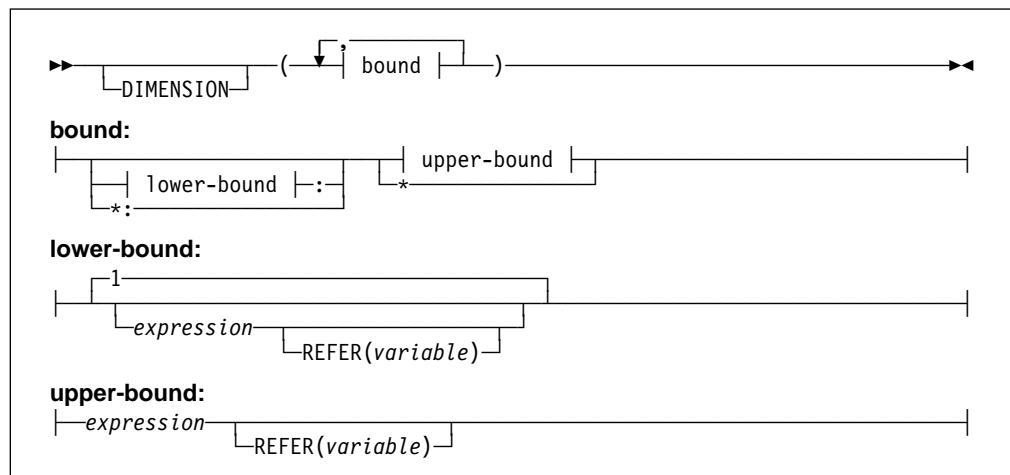 ,
( bound )
DIMENSION
bound:
upper-bound
lower-bound : *
*:
lower-bound:
1
expression
REFER(variable)
upper-bound:
expression
REFER(variable)